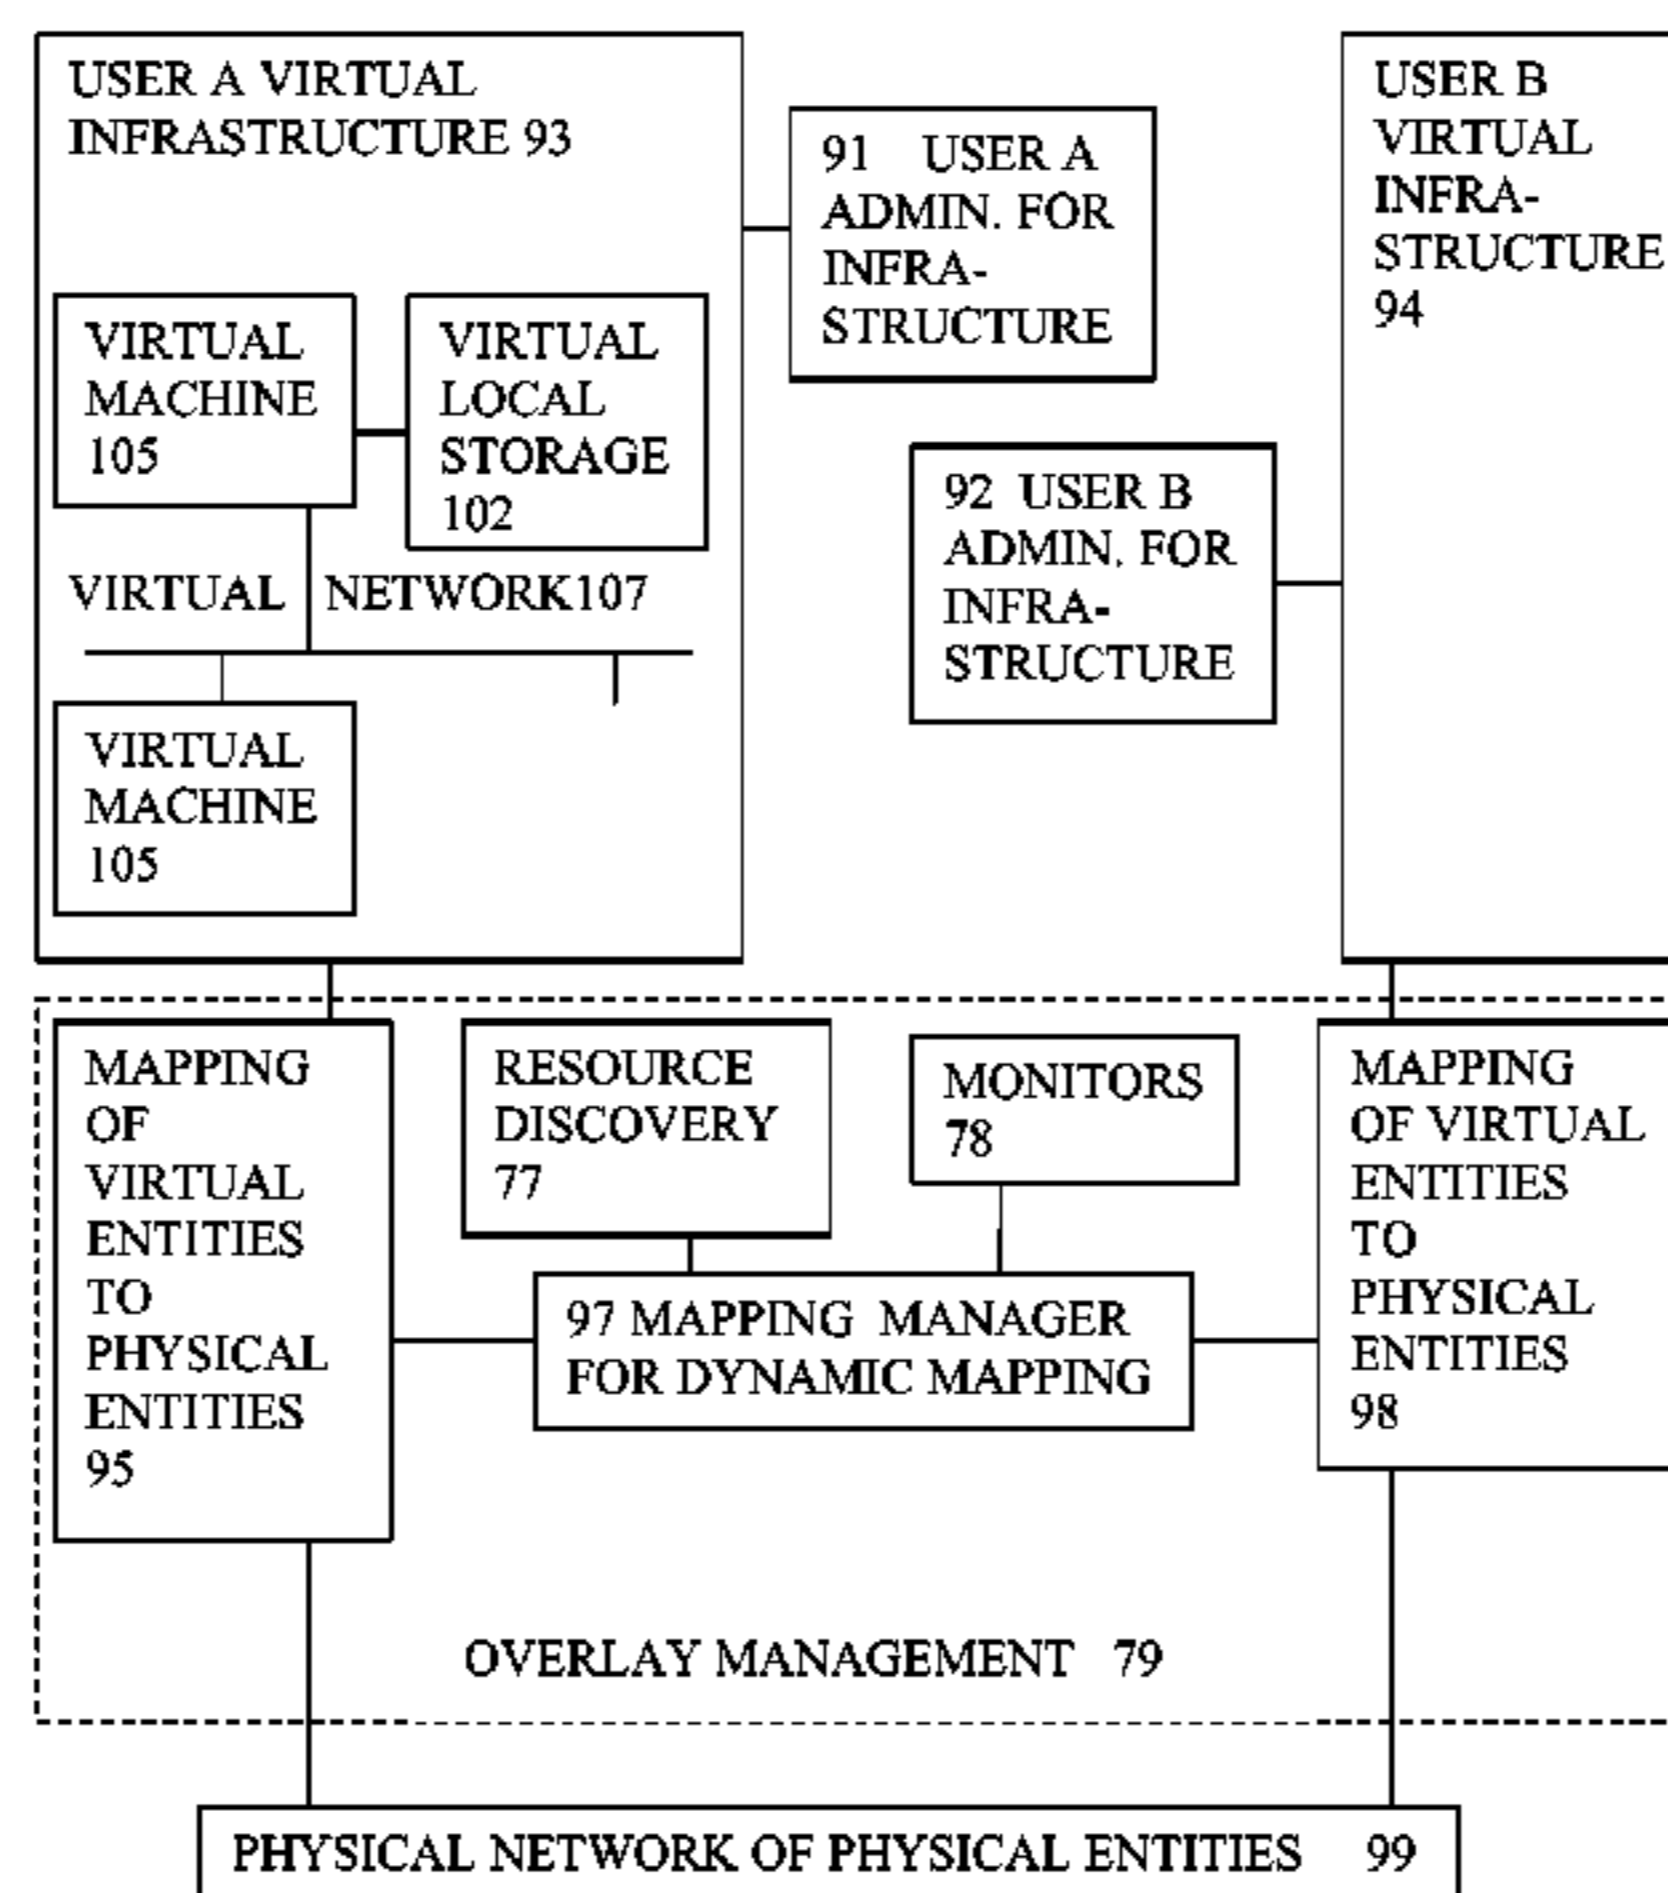 USER A VIRTUAL
INFRASTRUCTURE 93
91 USER A
ADMIN. FOR
INFRA-
STRUCTURE
USER B
VIRTUAL
INFRA-
STRUCTURE
94
VIRTUAL
MACHINE
105
VIRTUAL
LOCAL
STORAGE
102
92 USER B
ADMIN. FOR
INFRA-
STRUCTURE
VIRTUAL NETWORK107
VIRTUAL
MACHINE
105
MAPPING
OF
VIRTUAL
ENTITIES
TO
PHYSICAL
ENTITIES
95
RESOURCE
DISCOVERY
77
MONITORS
78
97 MAPPING MANAGER
FOR DYNAMIC MAPPING
MAPPING
OF VIRTUAL
ENTITIES
TO
PHYSICAL
ENTITIES
98
OVERLAY MANAGEMENT 79
PHYSICAL NETWORK OF PHYSICAL ENTITIES 99